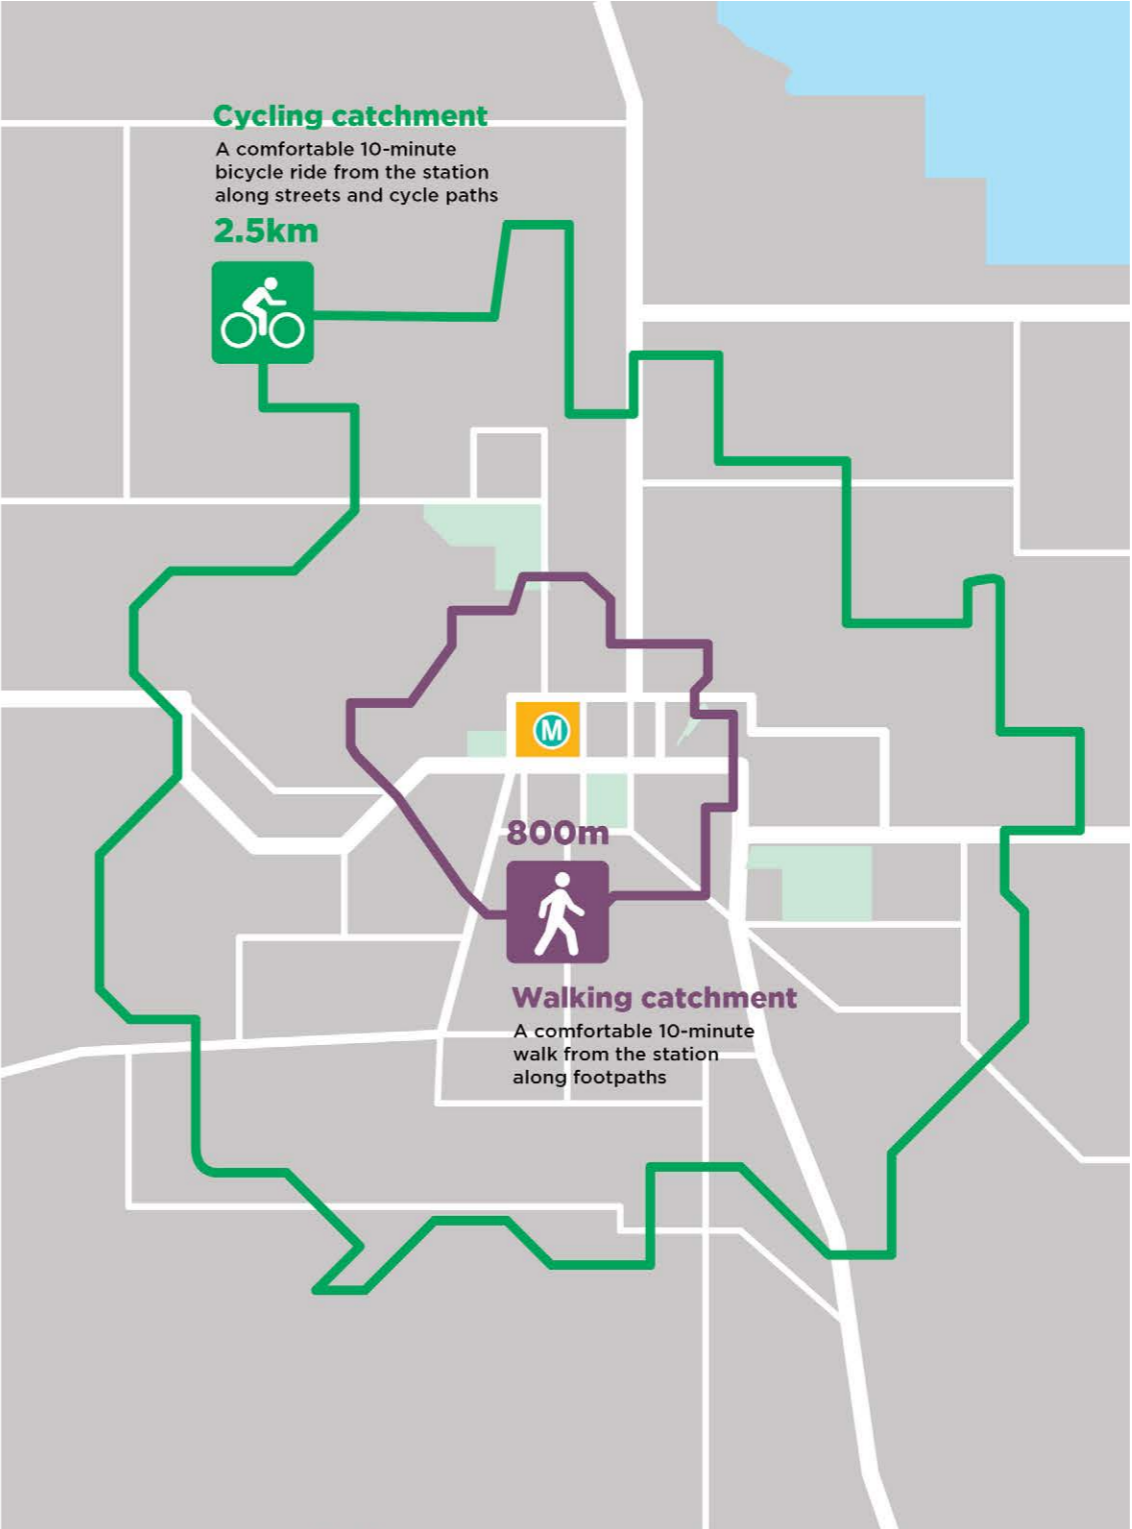 Cycling catchment
A comfortable 10-minute
bicycle ride from the station
along streets and cycle paths
2.5km
M
800m
Walking catchment
A comfortable 10-minute
walk from the station
along footpaths